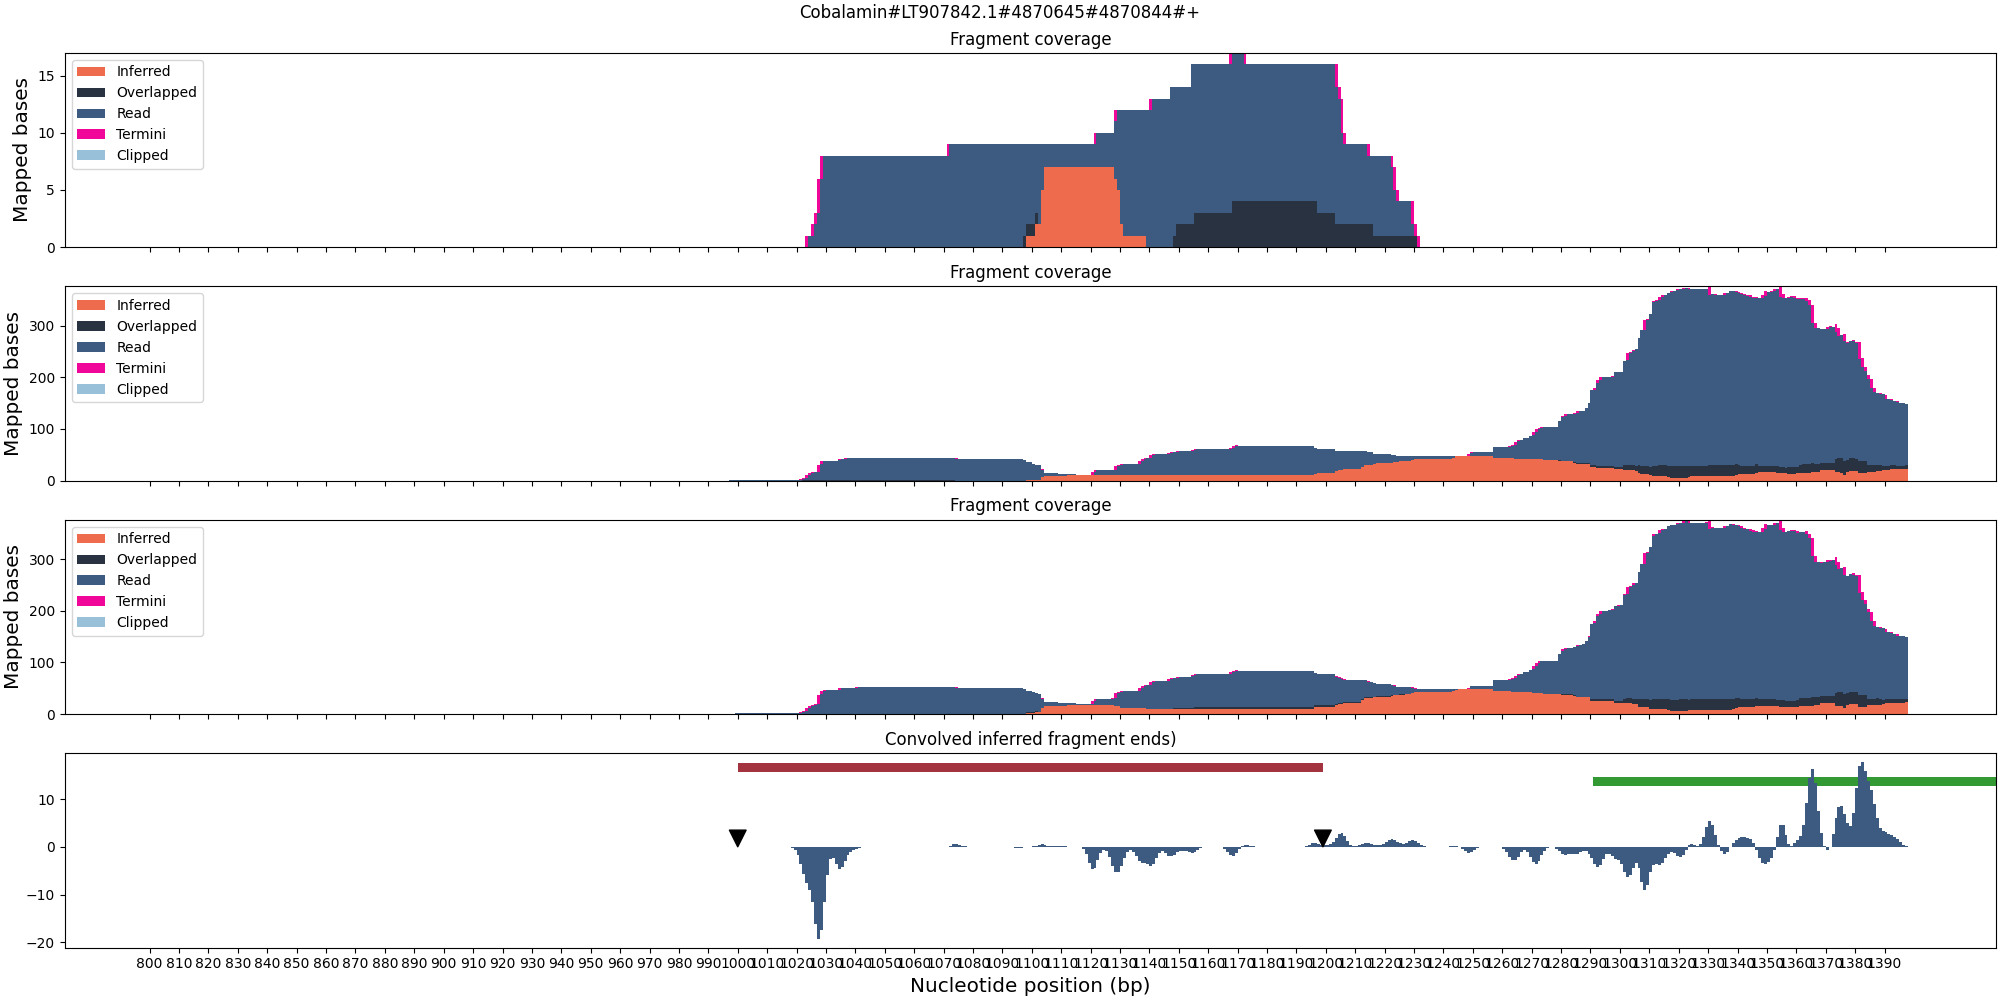 Cobalamin#LT907842.1#4870645#4870844#+
Fragment coverage
Mapped bases
15
10
5
0
Inferred
Overlapped
Read
Termini
Clipped
Fragment coverage
Mapped bases
300
200
100
0
Inferred
Overlapped
Read
Termini
Clipped
Fragment coverage
Mapped bases
300
200
100
0
Inferred
Overlapped
Read
Termini
Clipped
Convolved inferred fragment ends)
10
0
−10
−20
800 810 820 830 840 850 860 870 880 890 900 910 920 930 940 950 960 970 980 990 1000 1010 1020 1030 1040 1050 1060 1070 1080 1090 1100 1110 1120 1130 1140 1150 1160 1170 1180 1190 1200 1210 1220 1230 1240 1250 1260 1270 1280 1290 1300 1310 1320 1330 1340 1350 1360 1370 1380 1390
Nucleotide position (bp)